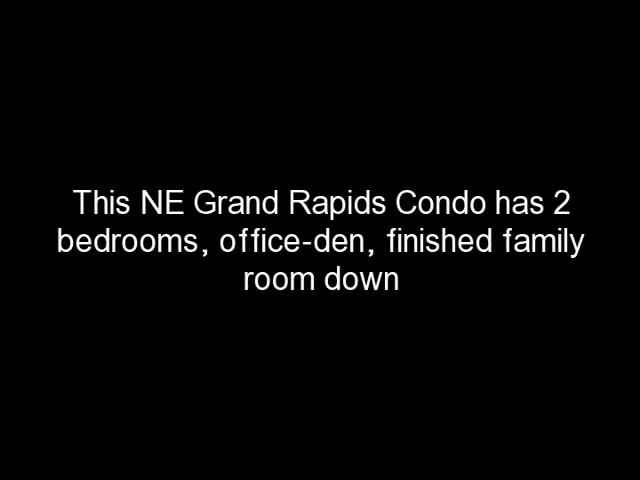 This NE Grand Rapids Condo has 2
bedrooms, office-den, finished family
room down